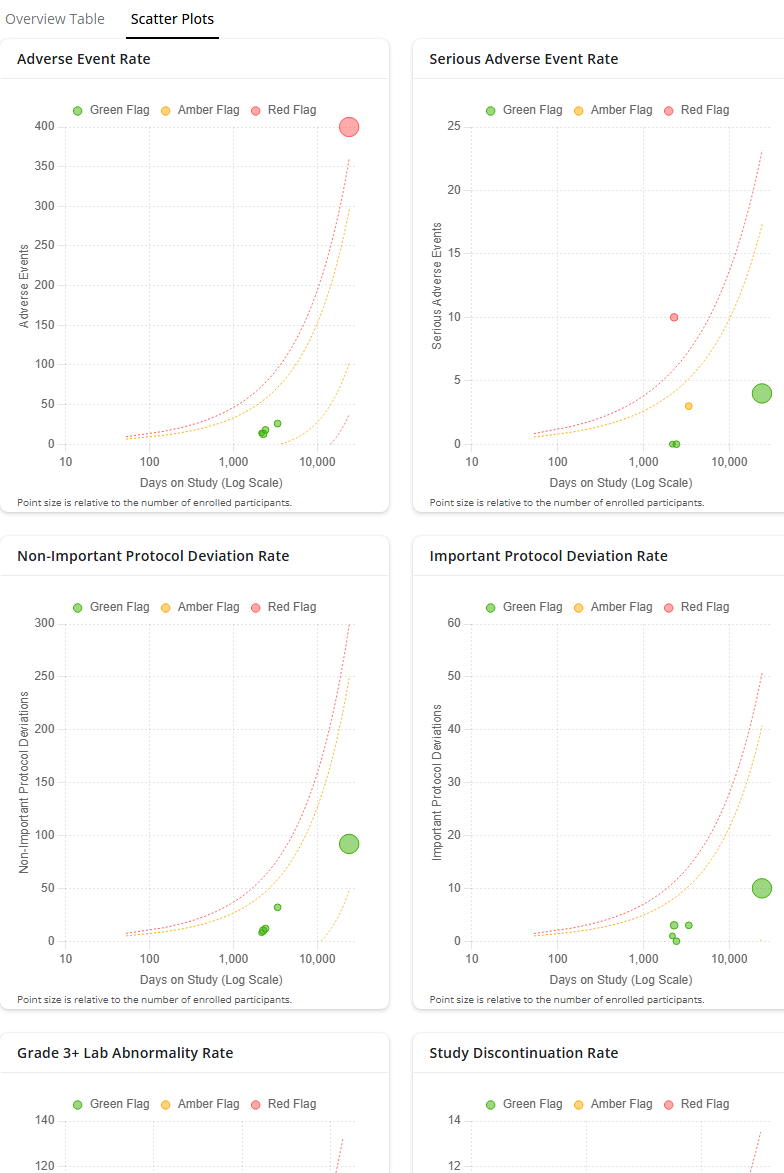 Overview Table Scatter Plots
Adverse Event Rate
Green Flag Amber Flag Red Flag
400
350
300
250
200
150
100
50
0
Adverse Events
10 100 1,000 10,000
Days on Study (Log Scale)
Point size is relative to the number of enrolled participants.
Serious Adverse Event Rate
Green Flag Amber Flag Red Flag
25
20
15
10
5
0
Serious Adverse Events
10 100 1,000 10,000
Days on Study (Log Scale)
Point size is relative to the number of enrolled participants.
Non-Important Protocol Deviation Rate
Green Flag Amber Flag Red Flag
300
250
200
150
100
50
0
Non-Important Protocol Deviations
10 100 1,000 10,000
Days on Study (Log Scale)
Point size is relative to the number of enrolled participants.
Important Protocol Deviation Rate
Green Flag Amber Flag Red Flag
60
50
40
30
20
10
0
Important Protocol Deviations
10 100 1,000 10,000
Days on Study (Log Scale)
Point size is relative to the number of enrolled participants.
Grade 3+ Lab Abnormality Rate
Green Flag Amber Flag Red Flag
140
120
Study Discontinuation Rate
Green Flag Amber Flag Red Flag
14
12